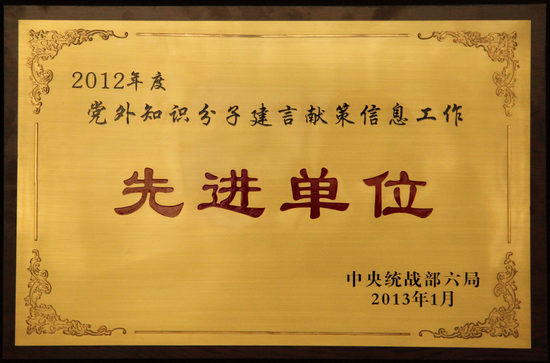 2012年度
党外知识分子建言献策信息工作
先进单位
中央统战部六局
2013年1月